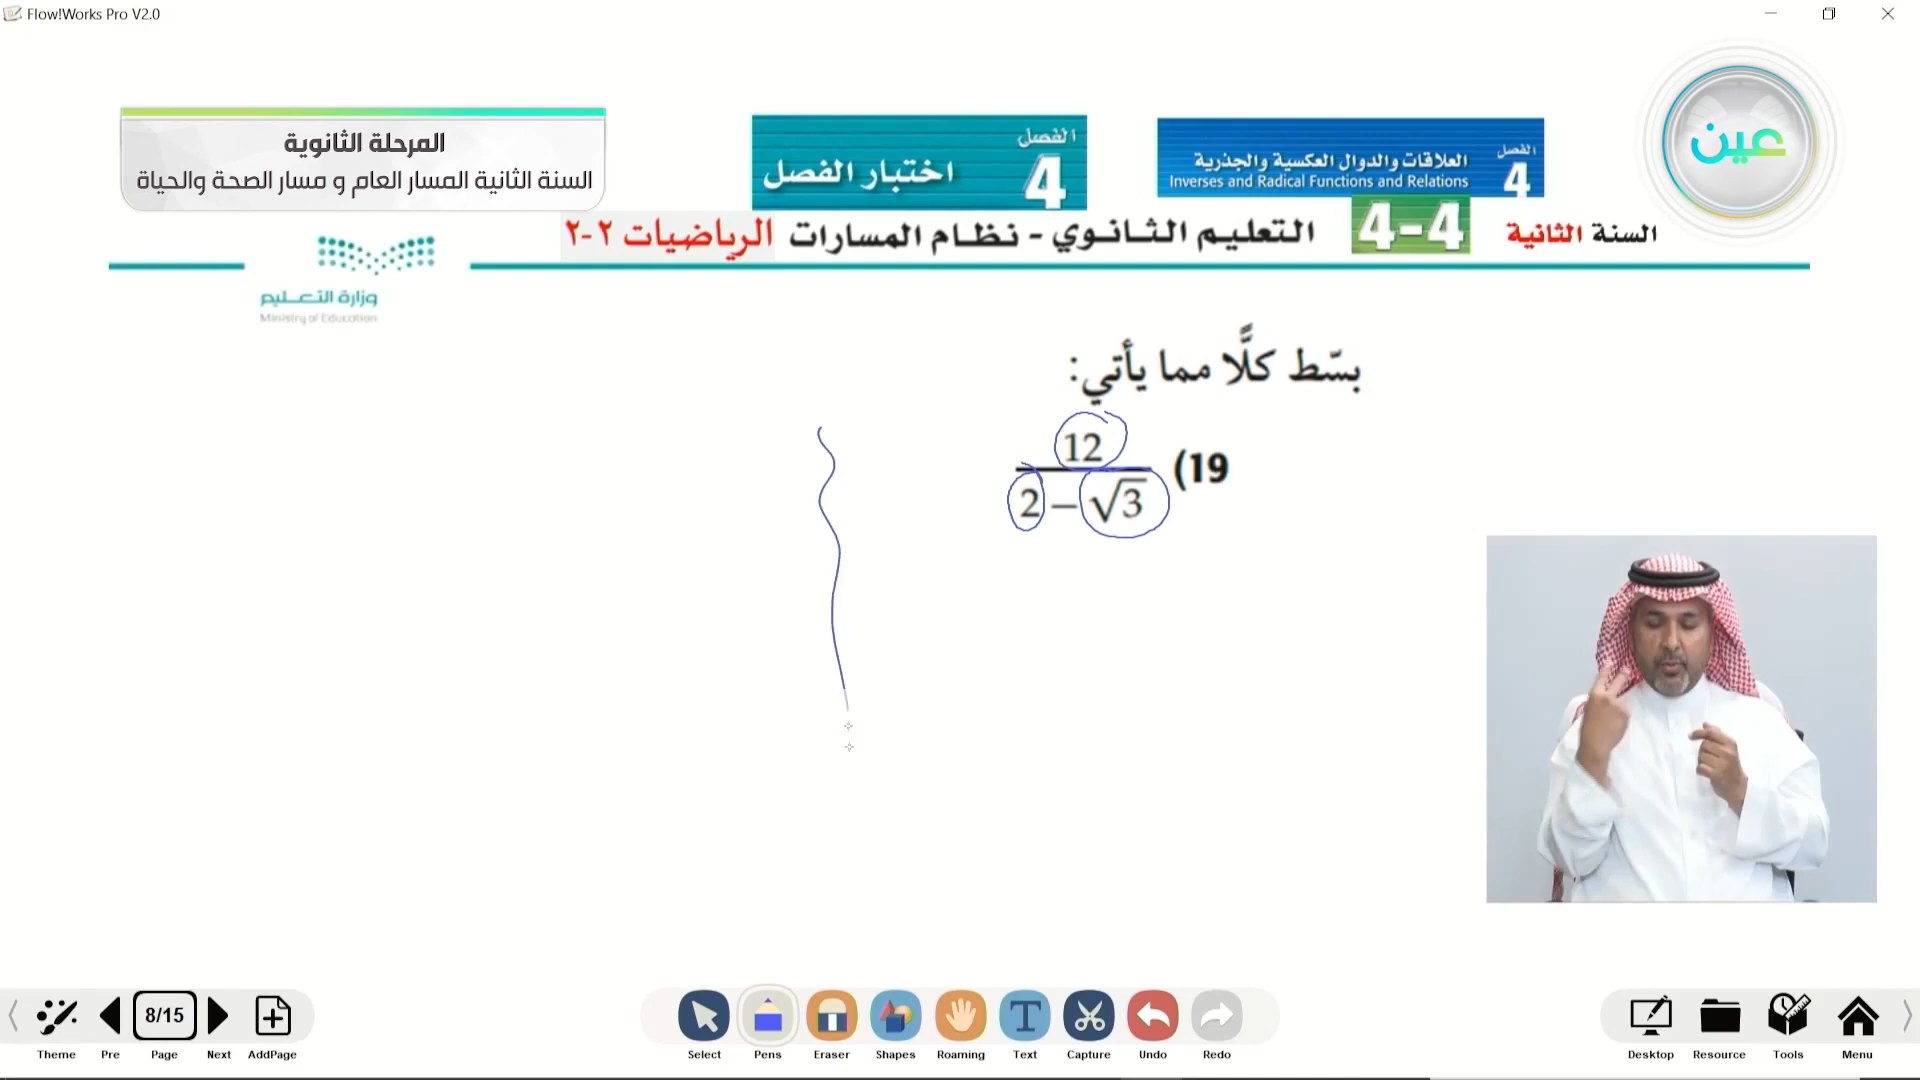 Flow!Works Pro V2.0
المرحلة الثانوية
السنة الثانية المسار العام و مسار الصحة والحياة
الفصل 4
اختبار الفصل
الفصل 4
العلاقات والدوال العكسية والجذرية
Inverses and Radical Functions and Relations
عين
السنة الثانية 4-4 التعليم الثانوي - نظام المسارات الرياضيات ٢-٢
وزارة التعليم
Ministry of Education
بسّط كلًّا مما يأتي:
(19
12
2 − √3
8/15
Theme Pre Page Next AddPage
Select Pens Eraser Shapes Roaming Text Capture Undo Redo
Desktop Resource Tools Menu